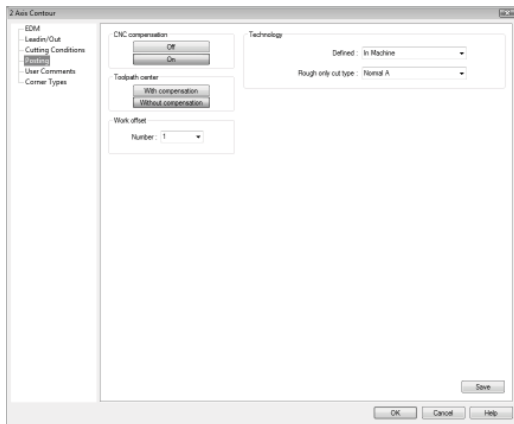 2 Axis Contour
EDM
Leadin/Out
Cutting Conditions
Posting
User Comments
Corner Types
CNC compensation
Off
On
Toolpath center
With compensation
Without compensation
Work offset
Number : 1
Technology
Defined : In Machine
Rough only cut type : Normal A
Save
OK Cancel Help